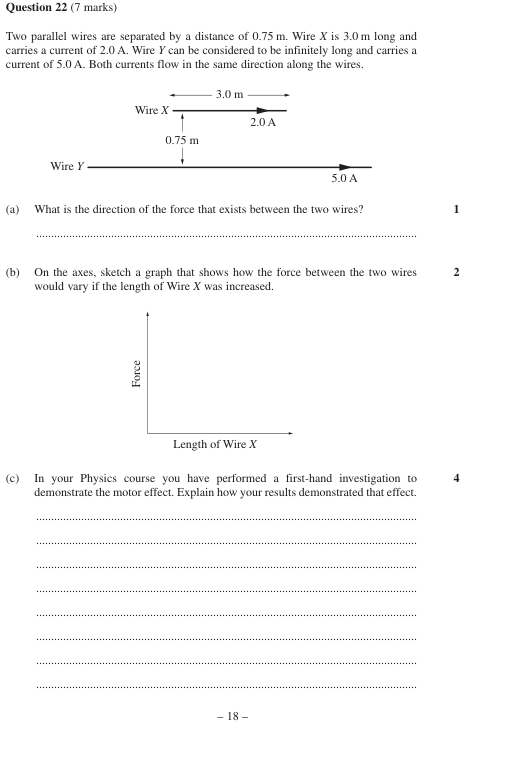 Question 22 (7 marks)
Two parallel wires are separated by a distance of 0.75 m. Wire X is 3.0 m long and
carries a current of 2.0 A. Wire Y can be considered to be infinitely long and carries a
current of 5.0 A. Both currents flow in the same direction along the wires.
3.0 m
Wire X
2.0 A
0.75 m
Wire Y
5.0 A
(a) What is the direction of the force that exists between the two wires? 1
(b) On the axes, sketch a graph that shows how the force between the two wires 2
would vary if the length of Wire X was increased.
Force
Length of Wire X
(c) In your Physics course you have performed a first-hand investigation to 4
demonstrate the motor effect. Explain how your results demonstrated that effect.
– 18 –